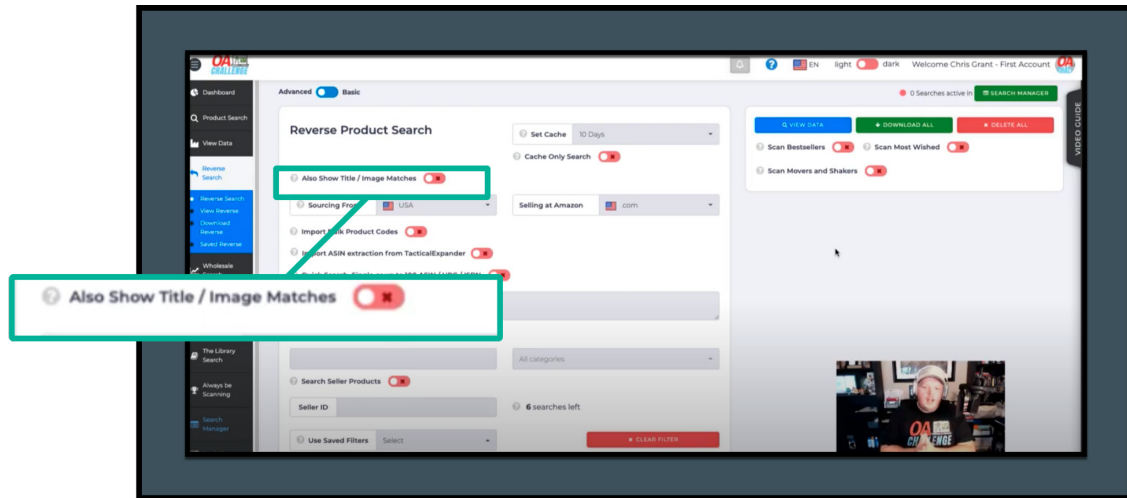 OA
CHALLENGE
EN light dark Welcome Chris Grant - First Account
Dashboard
Advanced Basic
0 Searches active in SEARCH MANAGER
Product Search
Reverse Product Search
Set Cache 10 Days
VIEW DATA DOWNLOAD ALL DELETE ALL
VIDEO GUIDE
View Data
Scan Bestsellers Scan Most Wished
Cache Only Search
Reverse
Search
Scan Movers and Shakers
Also Show Title / Image Matches
Reverse Search
Sourcing From USA
Selling at Amazon .com
View Reverse
Download
Reverse
Import Bulk Product Codes
Saved Reverse
Import ASIN extraction from TacticalExpander
Wholesale
Also Show Title / Image Matches
The Library
Search
All categories
Search Seller Products
Always be
Scanning
Seller ID
6 searches left
Search
Manager
Use Saved Filters Select
CLEAR FILTER
OA
CHALLENGE